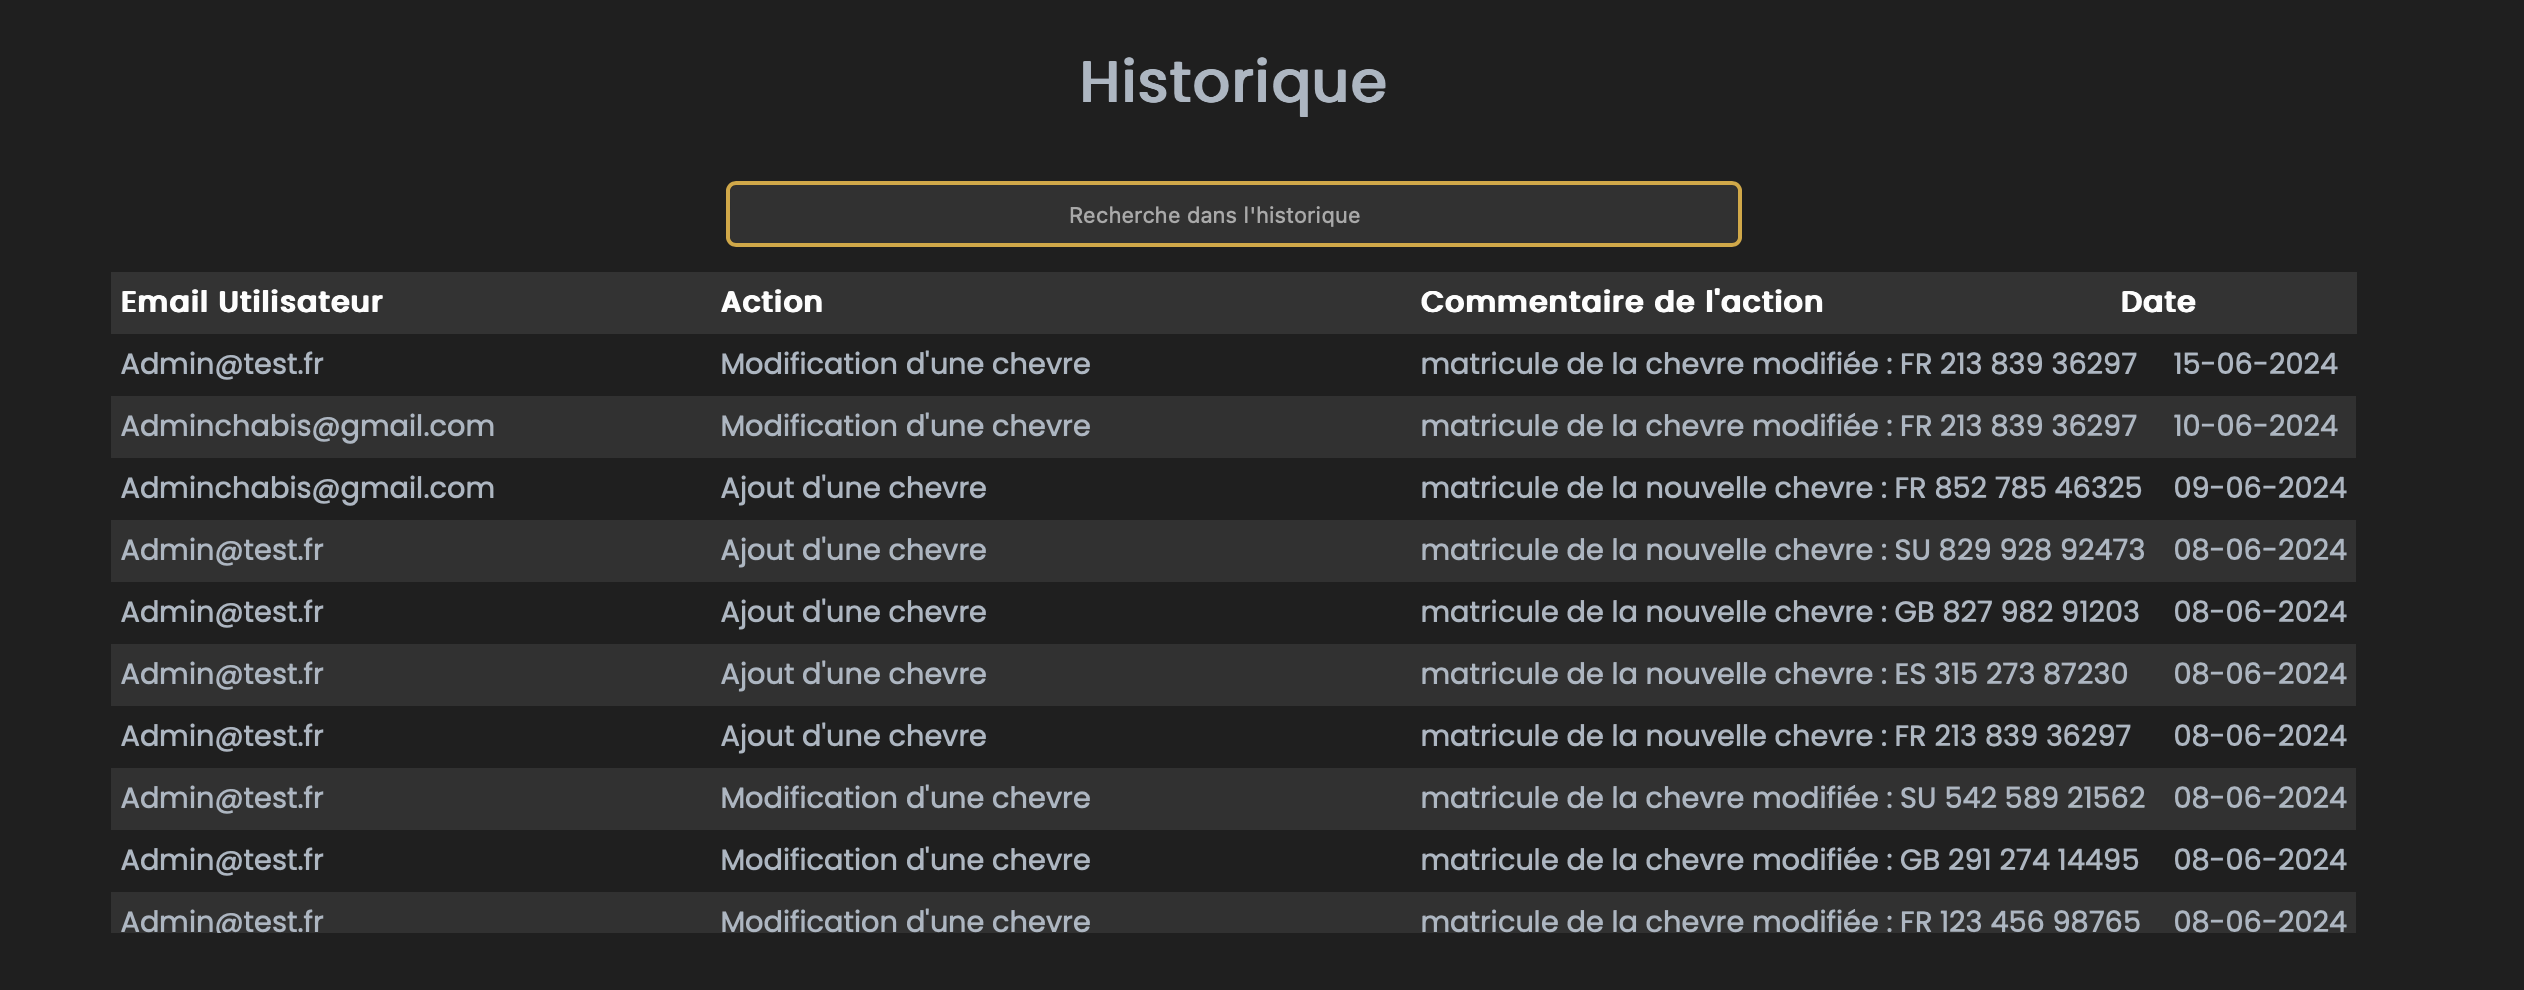 Historique
Recherche dans l'historique
Email Utilisateur Action Commentaire de l'action Date
Admin@test.fr Modification d'une chevre matricule de la chevre modifiée : FR 213 839 36297 15-06-2024
Adminchabis@gmail.com Modification d'une chevre matricule de la chevre modifiée : FR 213 839 36297 10-06-2024
Adminchabis@gmail.com Ajout d'une chevre matricule de la nouvelle chevre : FR 852 785 46325 09-06-2024
Admin@test.fr Ajout d'une chevre matricule de la nouvelle chevre : SU 829 928 92473 08-06-2024
Admin@test.fr Ajout d'une chevre matricule de la nouvelle chevre : GB 827 982 91203 08-06-2024
Admin@test.fr Ajout d'une chevre matricule de la nouvelle chevre : ES 315 273 87230 08-06-2024
Admin@test.fr Ajout d'une chevre matricule de la nouvelle chevre : FR 213 839 36297 08-06-2024
Admin@test.fr Modification d'une chevre matricule de la chevre modifiée : SU 542 589 21562 08-06-2024
Admin@test.fr Modification d'une chevre matricule de la chevre modifiée : GB 291 274 14495 08-06-2024
Admin@test.fr Modification d'une chevre matricule de la chevre modifiée : FR 123 456 98765 08-06-2024